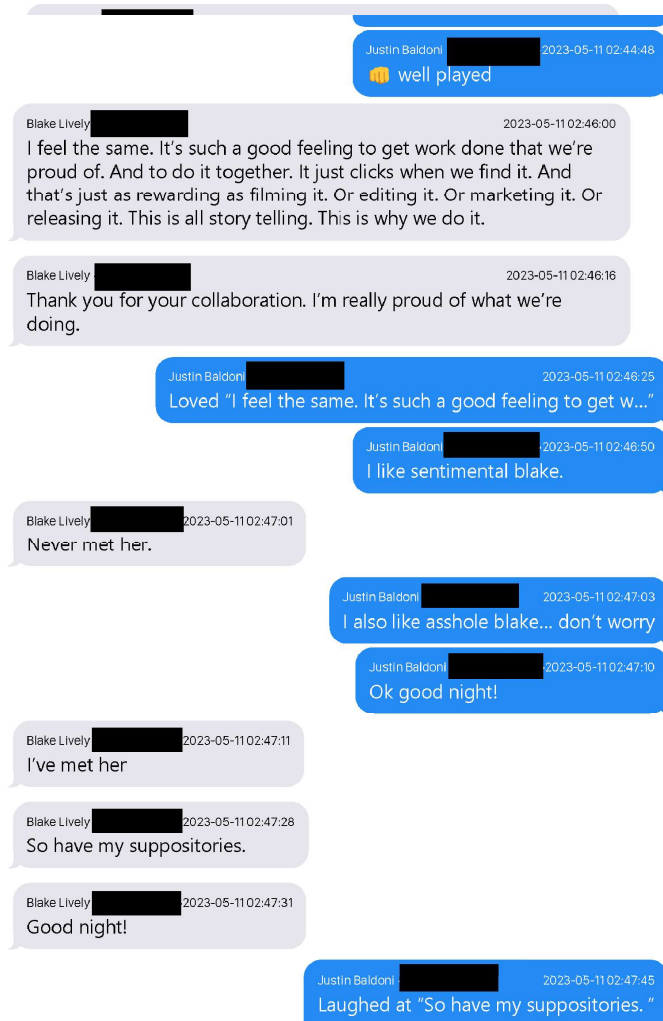 Justin Baldoni 2023-05-11 02:44:48
👊 well played
Blake Lively 2023-05-11 02:46:00
I feel the same. It's such a good feeling to get work done that we're
proud of. And to do it together. It just clicks when we find it. And
that's just as rewarding as filming it. Or editing it. Or marketing it. Or
releasing it. This is all story telling. This is why we do it.
Blake Lively 2023-05-11 02:46:16
Thank you for your collaboration. I'm really proud of what we're
doing.
Justin Baldoni 2023-05-11 02:46:25
Loved "I feel the same. It's such a good feeling to get w..."
Justin Baldoni 2023-05-11 02:46:50
I like sentimental blake.
Blake Lively 2023-05-11 02:47:01
Never met her.
Justin Baldoni 2023-05-11 02:47:03
I also like asshole blake... don't worry
Justin Baldoni 2023-05-11 02:47:10
Ok good night!
Blake Lively 2023-05-11 02:47:11
I've met her
Blake Lively 2023-05-11 02:47:28
So have my suppositories.
Blake Lively 2023-05-11 02:47:31
Good night!
Justin Baldoni 2023-05-11 02:47:45
Laughed at "So have my suppositories. "